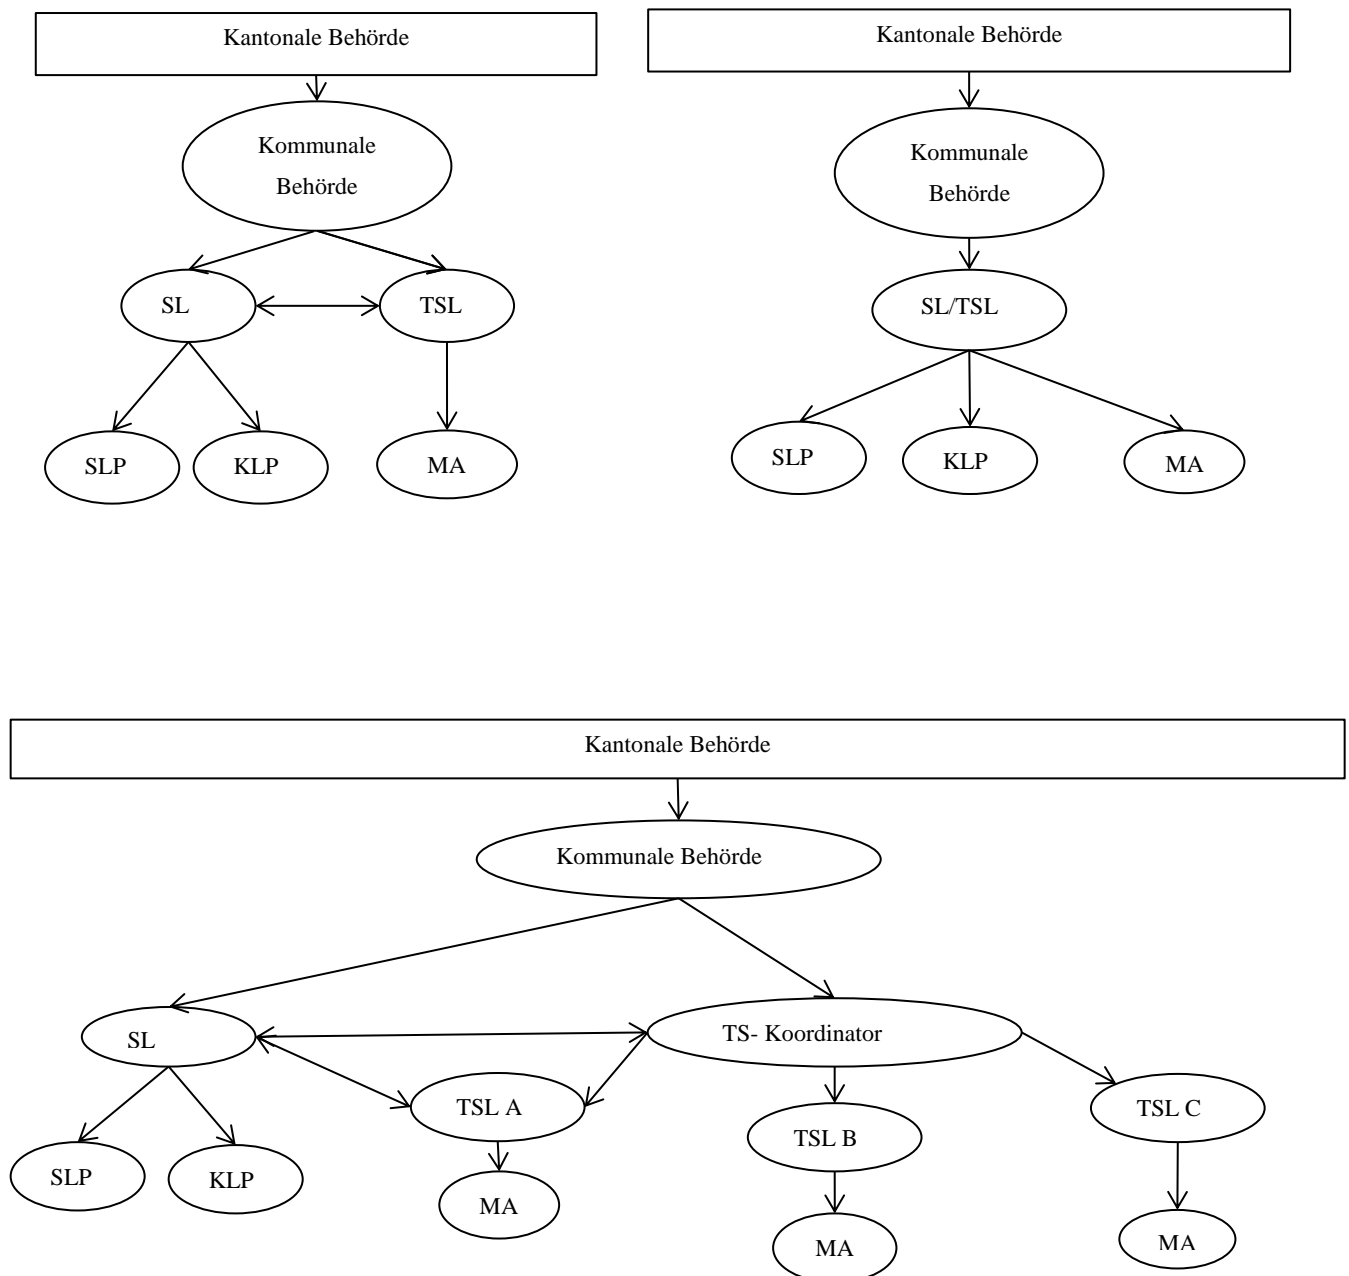 Kantonale Behörde
Kommunale
Behörde
SL
TSL
SLP
KLP
MA
Kantonale Behörde
Kommunale
Behörde
SL/TSL
SLP
KLP
MA
Kantonale Behörde
Kommunale Behörde
SL
TS- Koordinator
TSL A
TSL B
TSL C
SLP
KLP
MA
MA
MA